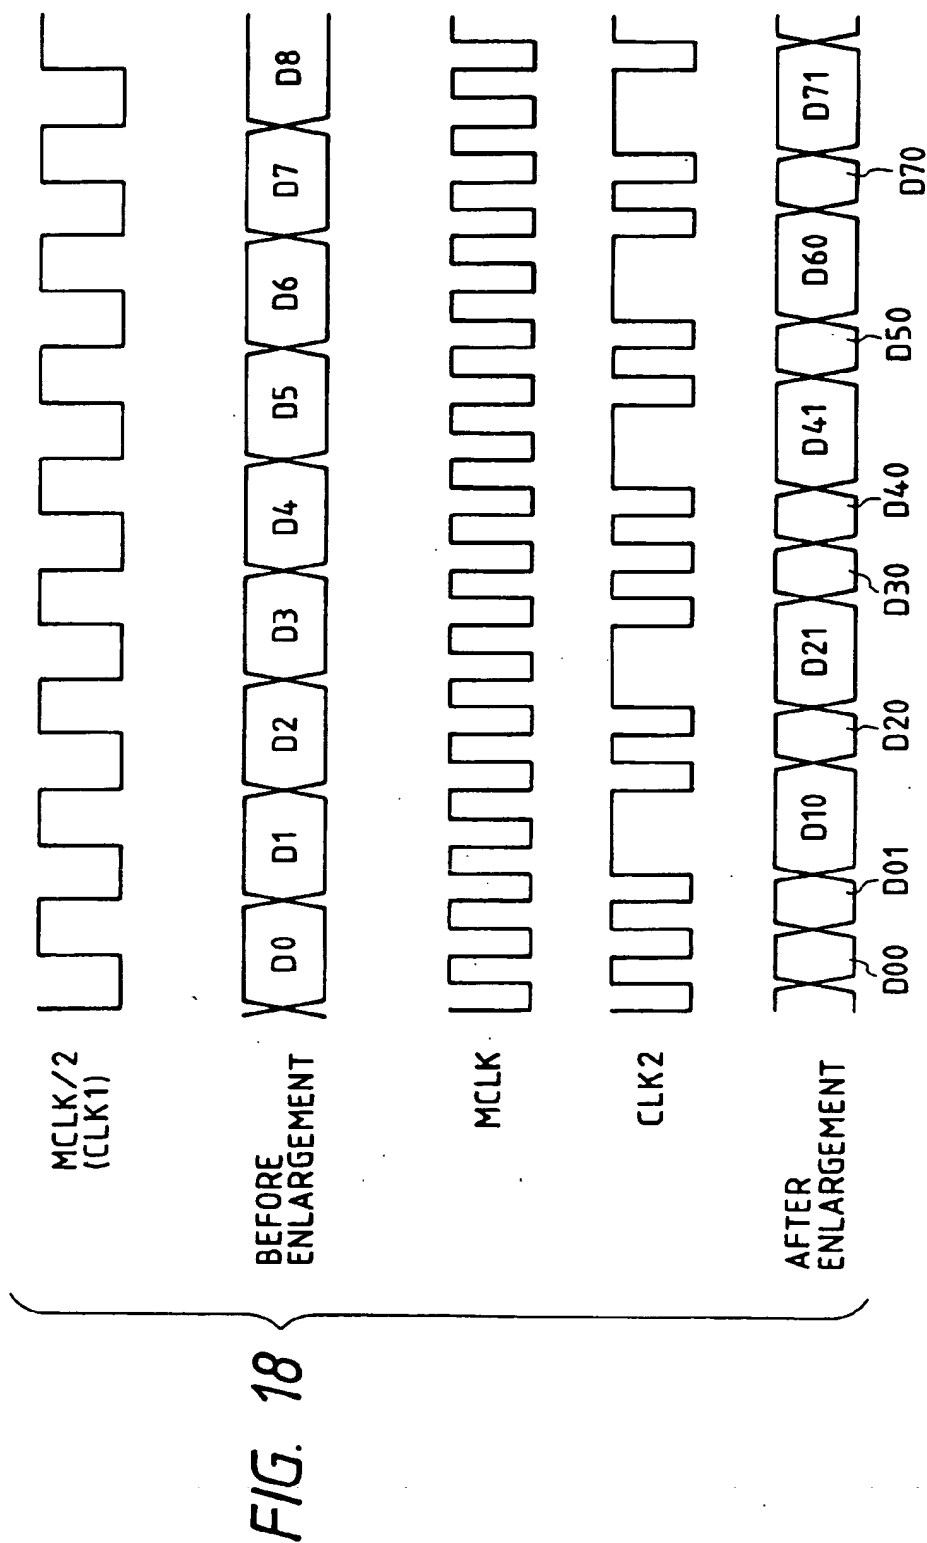 FIG. 18
MCLK/2
(CLK1)
BEFORE
ENLARGEMENT
D0
D1
D2
D3
D4
D5
D6
D7
D8
MCLK
CLK2
AFTER
ENLARGEMENT
D10
D21
D41
D60
D71
D00
D01
D20
D30
D40
D50
D70